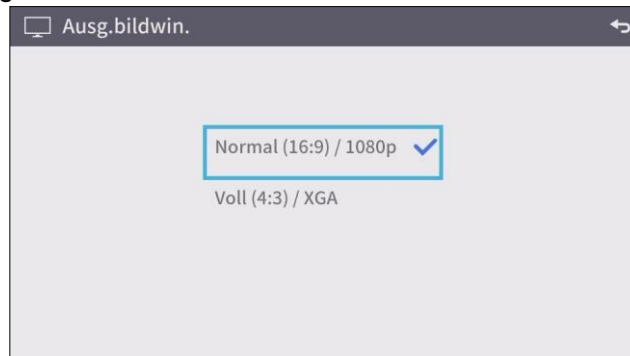 Ausg.bildwin.
Normal (16:9) / 1080p
Voll (4:3) / XGA